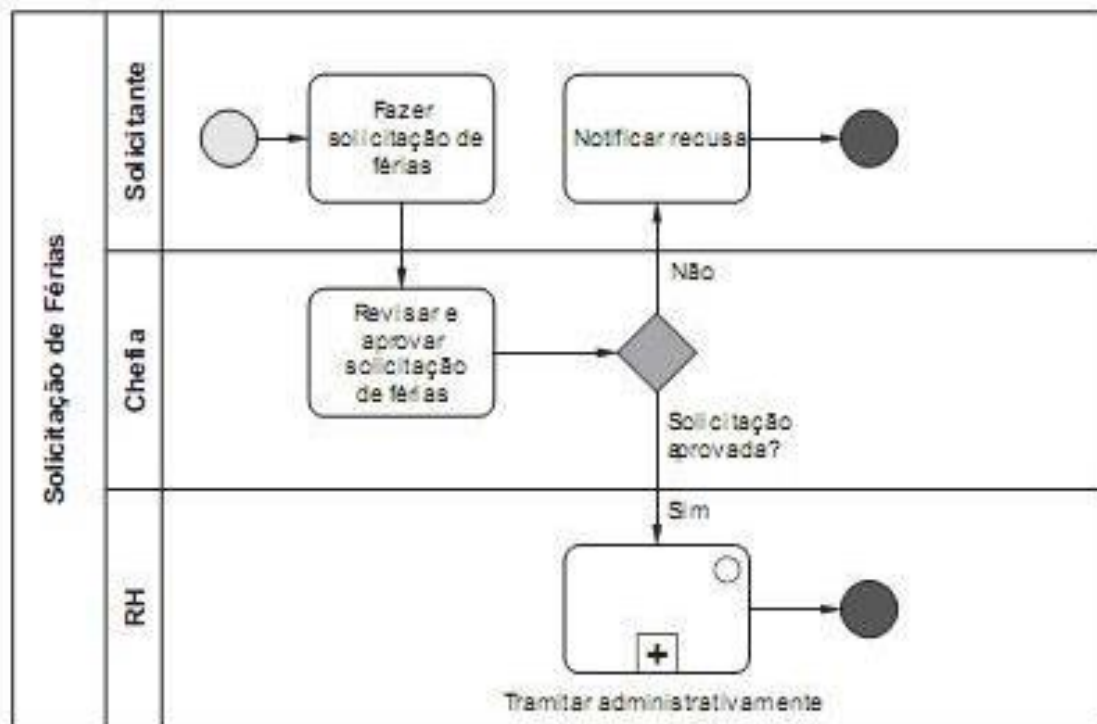 Solicitação de Férias
Solicitante
Fazer
solicitação de
férias
Notificar recusa
Chefia
Revisar e
aprovar
solicitação
de férias
Não
Solicitação
aprovada?
RH
Sim
+
Tramitar administrativamente